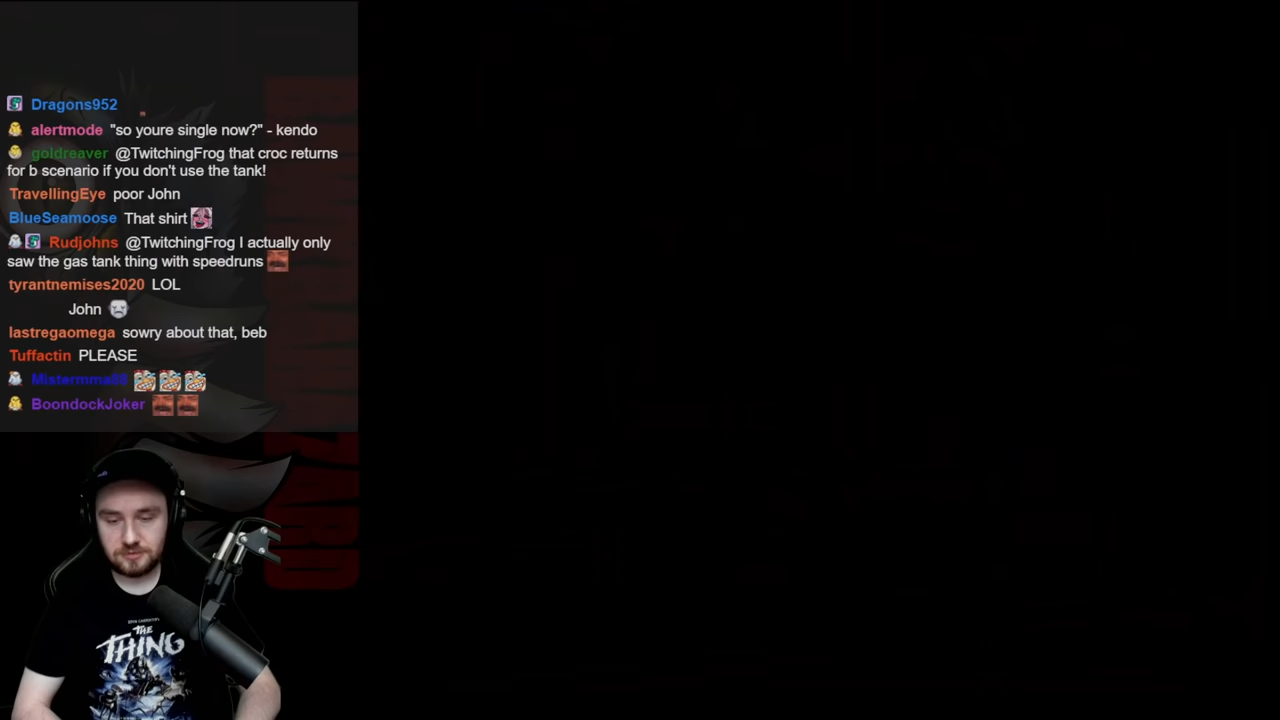 Dragons952
alertmode "so youre single now?" - kendo
goldreaver @TwitchingFrog that croc returns
for b scenario if you don't use the tank!
TravellingEye poor John
BlueSeamoose That shirt
Rudjohns @TwitchingFrog I actually only
saw the gas tank thing with speedruns
tyrantnemises2020 LOL
John
lastregaomega sowry about that, beb
Tuffactin PLEASE
Mistermma88
BoondockJoker
THE
THING